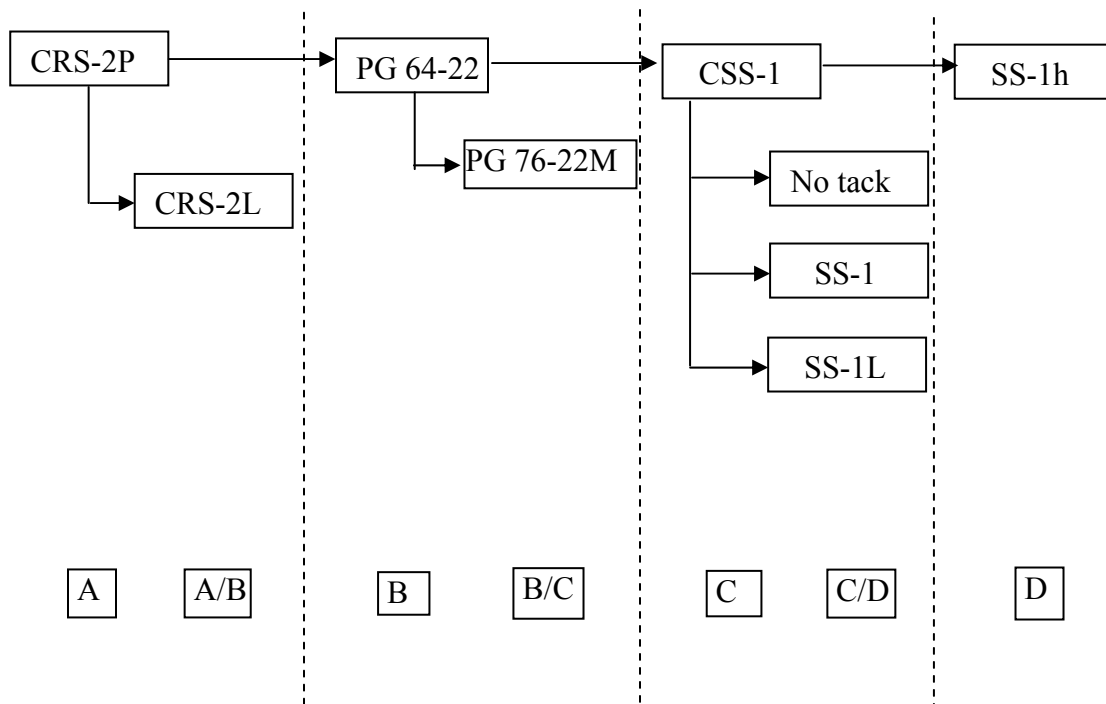 CRS-2P
PG 64-22
CSS-1
SS-1h
PG 76-22M
No tack
CRS-2L
SS-1
SS-1L
A
A/B
B
B/C
C
C/D
D